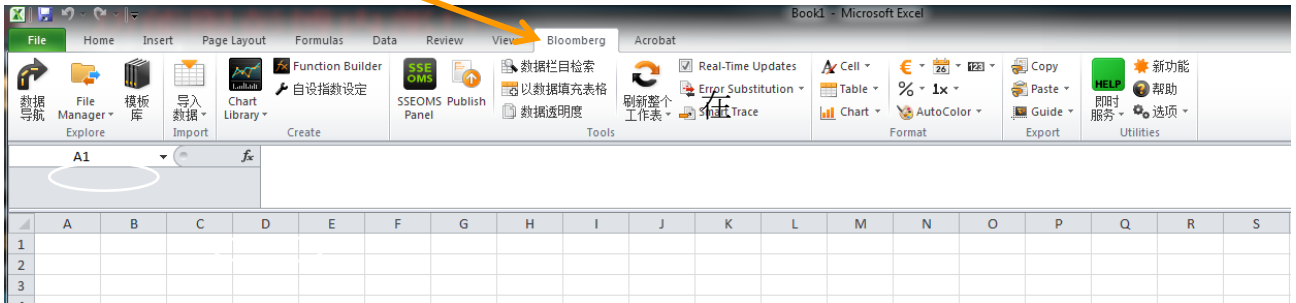 Book1 - Microsoft Excel
File Home Insert Page Layout Formulas Data Review View Bloomberg Acrobat
数据导航
File Manager
模板库
Explore
导入数据
Import
Chart Library
Function Builder
自设指数设定
Create
SSE OMS
SSEOMS Panel
Publish
数据栏目检索
以数据填充表格
数据透明度
刷新整个工作表
Real-Time Updates
Error Substitution
Smart Trace
在
Tools
Cell
Table
Chart
€ 26 123
% 1x
AutoColor
Format
Copy
Paste
Guide
Export
HELP
即时服务
新功能
帮助
选项
Utilities
A1 fx
A B C D E F G H I J K L M N O P Q R S
1
2
3